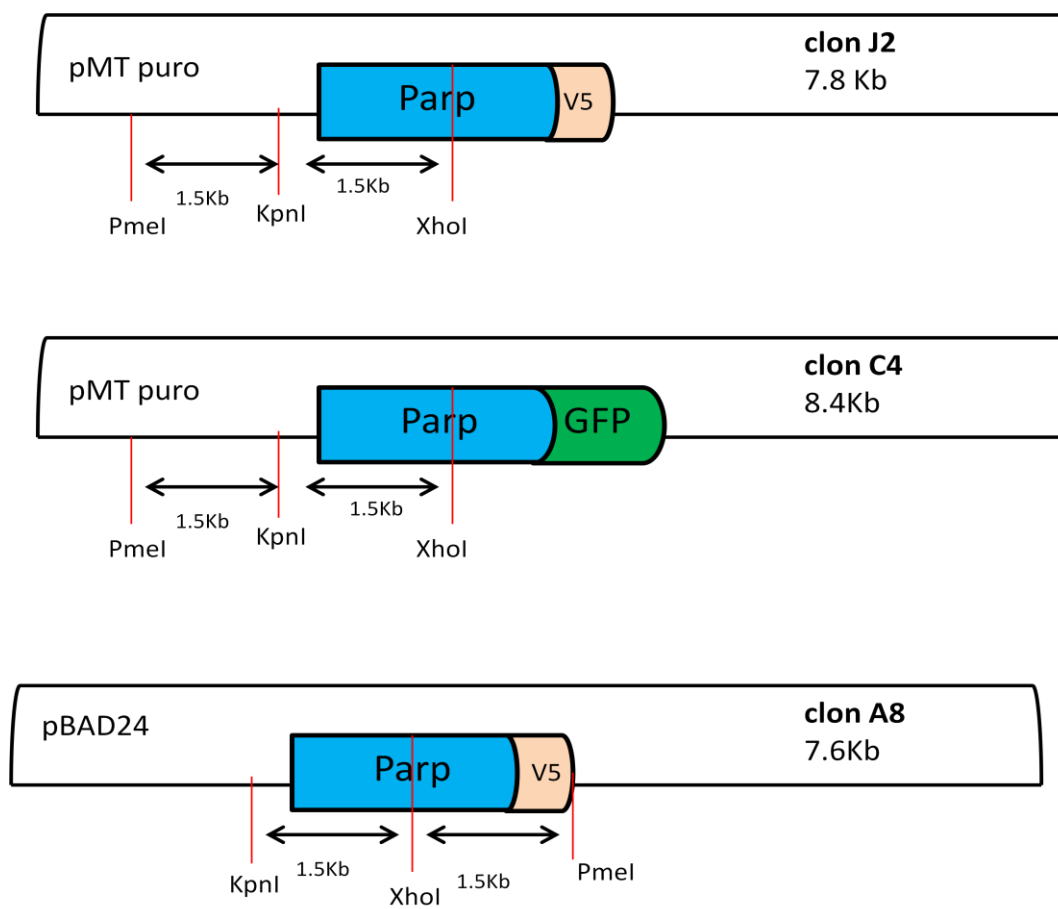 clon J2
pMT puro
7.8 Kb
Parp
V5
1.5Kb
1.5Kb
PmeI
KpnI
XhoI
clon C4
pMT puro
8.4Kb
Parp
GFP
1.5Kb
1.5Kb
PmeI
KpnI
XhoI
clon A8
pBAD24
7.6Kb
Parp
V5
1.5Kb
1.5Kb
KpnI
XhoI
PmeI